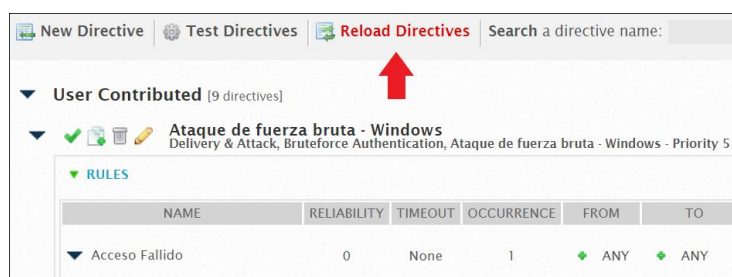 New Directive Test Directives Reload Directives Search a directive name:
User Contributed [9 directives]
Ataque de fuerza bruta - Windows
Delivery & Attack, Bruteforce Authentication, Ataque de fuerza bruta - Windows - Priority 5
RULES
NAME RELIABILITY TIMEOUT OCCURRENCE FROM TO
Acceso Fallido 0 None 1 ANY ANY